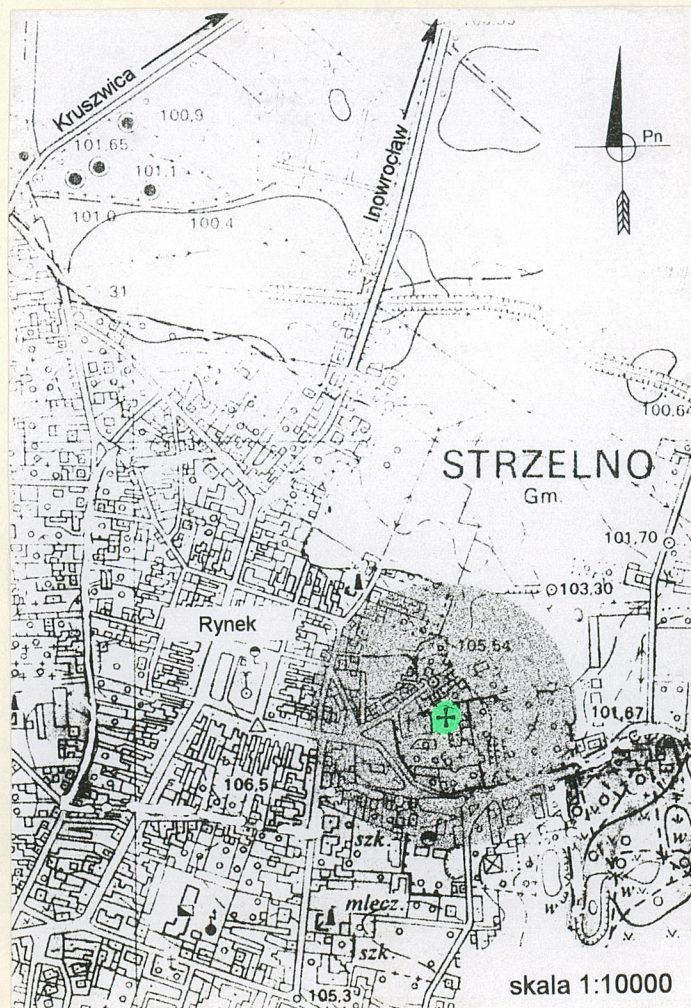 Kruszwica
Inowrocław
Pn
100,9
101.65
101,1
101.0
100.4
31
100.64
STRZELNO
Gm.
101,70
103,30
Rynek
105,54
101,67
106,5
szk.
w
mlecz.
w
w
szk.
105,3
skala 1:10000